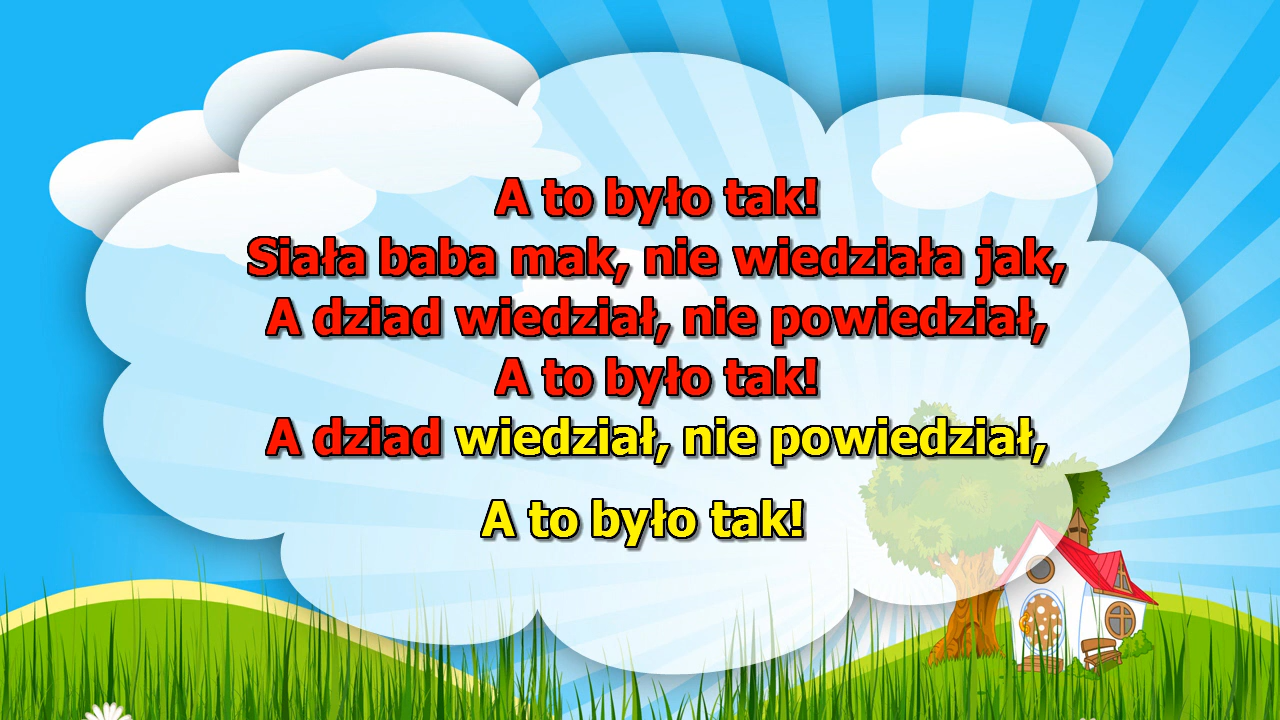 A to było tak!
Siała baba mak, nie wiedziała jak,
A dziad wiedział, nie powiedział,
A to było tak!
A dziad wiedział, nie powiedział,
A to było tak!